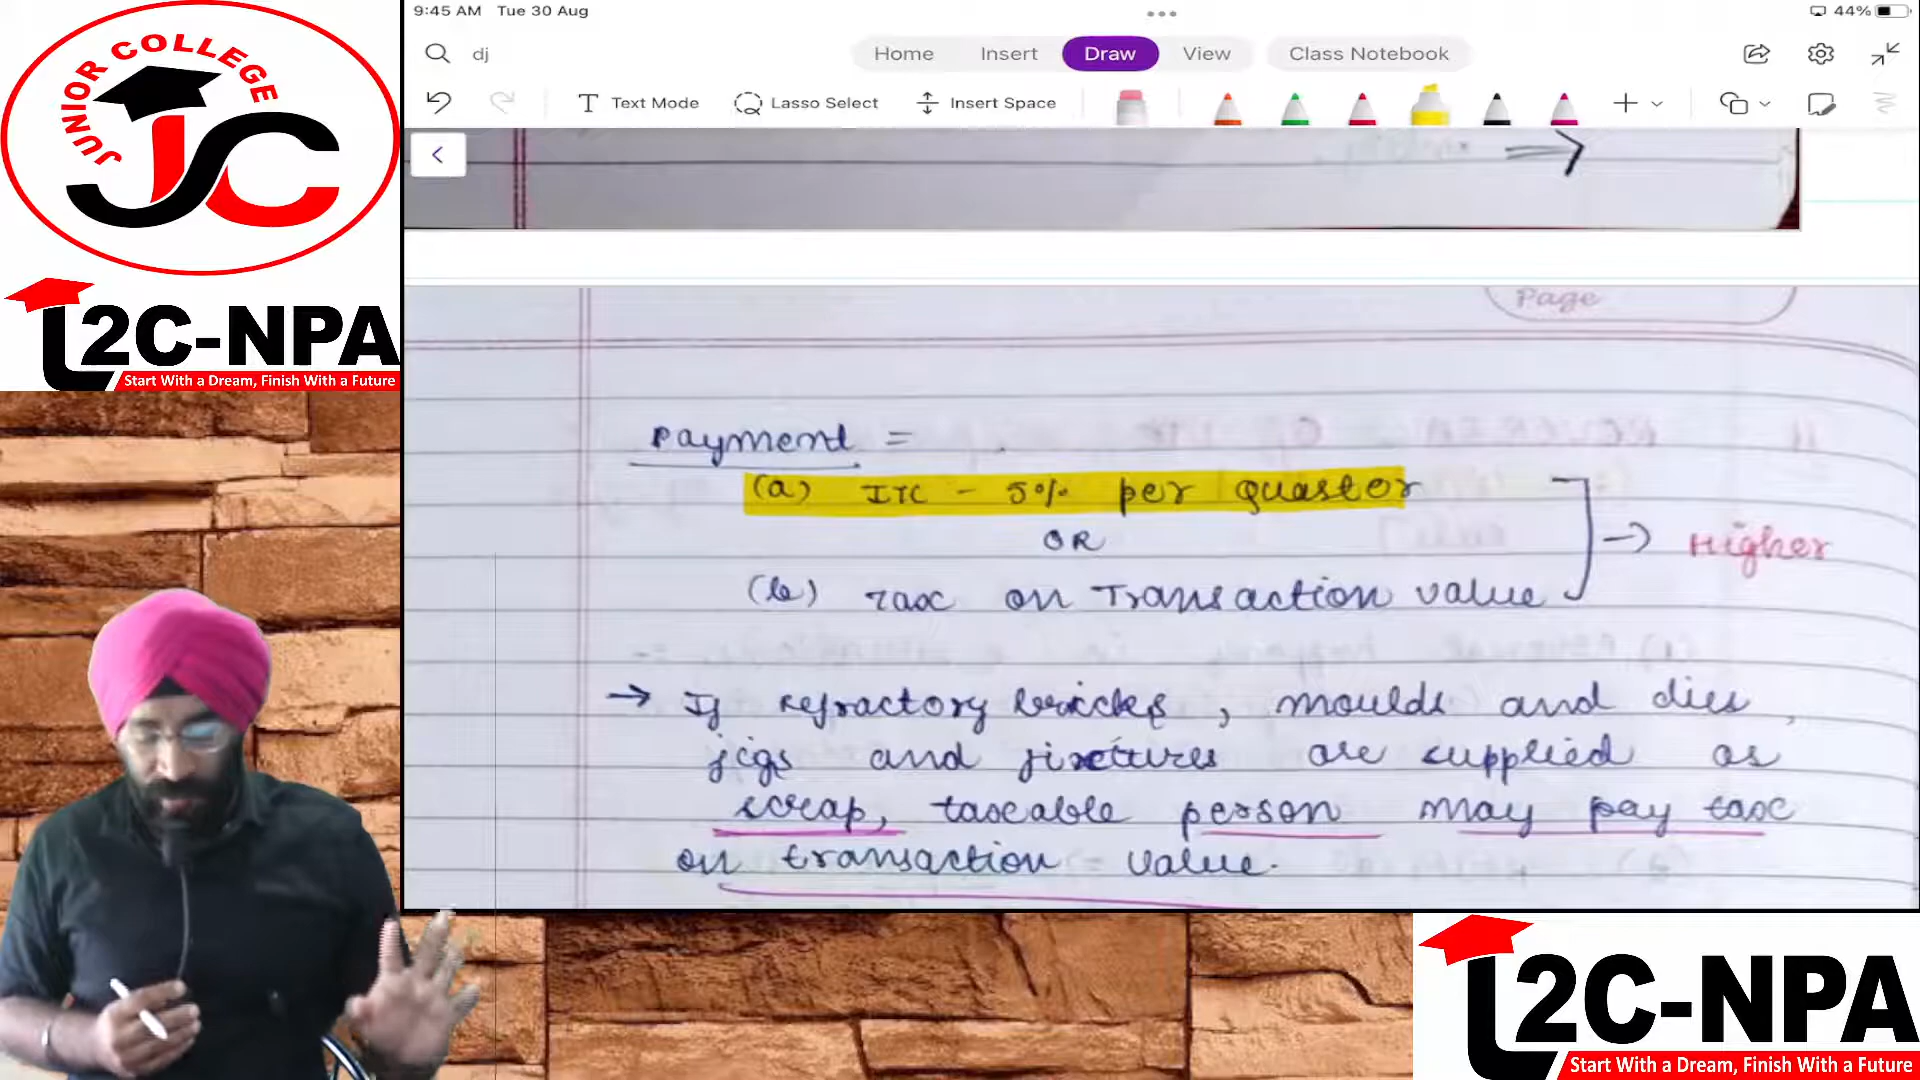 9:45 AM Tue 30 Aug
44%
JUNIOR COLLEGE
JC
dj
Home Insert Draw View Class Notebook
Text Mode Lasso Select Insert Space
L2C-NPA
Start With a Dream, Finish With a Future
Page
Payment =
(a) ITC - 5% per quarter
OR
(b) Tax on Transaction value
→ Higher
→ If refractory bricks, moulds and dies,
jigs and fixtures are supplied as
scrap, taxable person may pay tax
on transaction value.
L2C-NPA
Start With a Dream, Finish With a Future